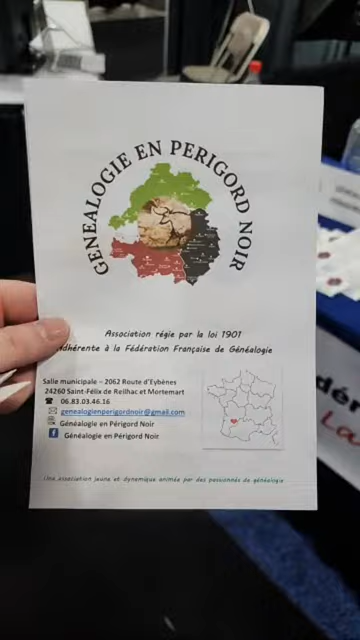 GENEALOGIE EN PERIGORD NOIR
Association régie par la loi 1901
adhérente à la Fédération Française de Généalogie
Salle municipale – 2062 Route d'Eybènes
24260 Saint-Félix de Reilhac et Mortemart
06.83.03.46.16
genealogienperigordnoir@gmail.com
Généalogie en Périgord Noir
Généalogie en Périgord Noir
Une association jeune et dynamique animée par des passionnés de généalogie